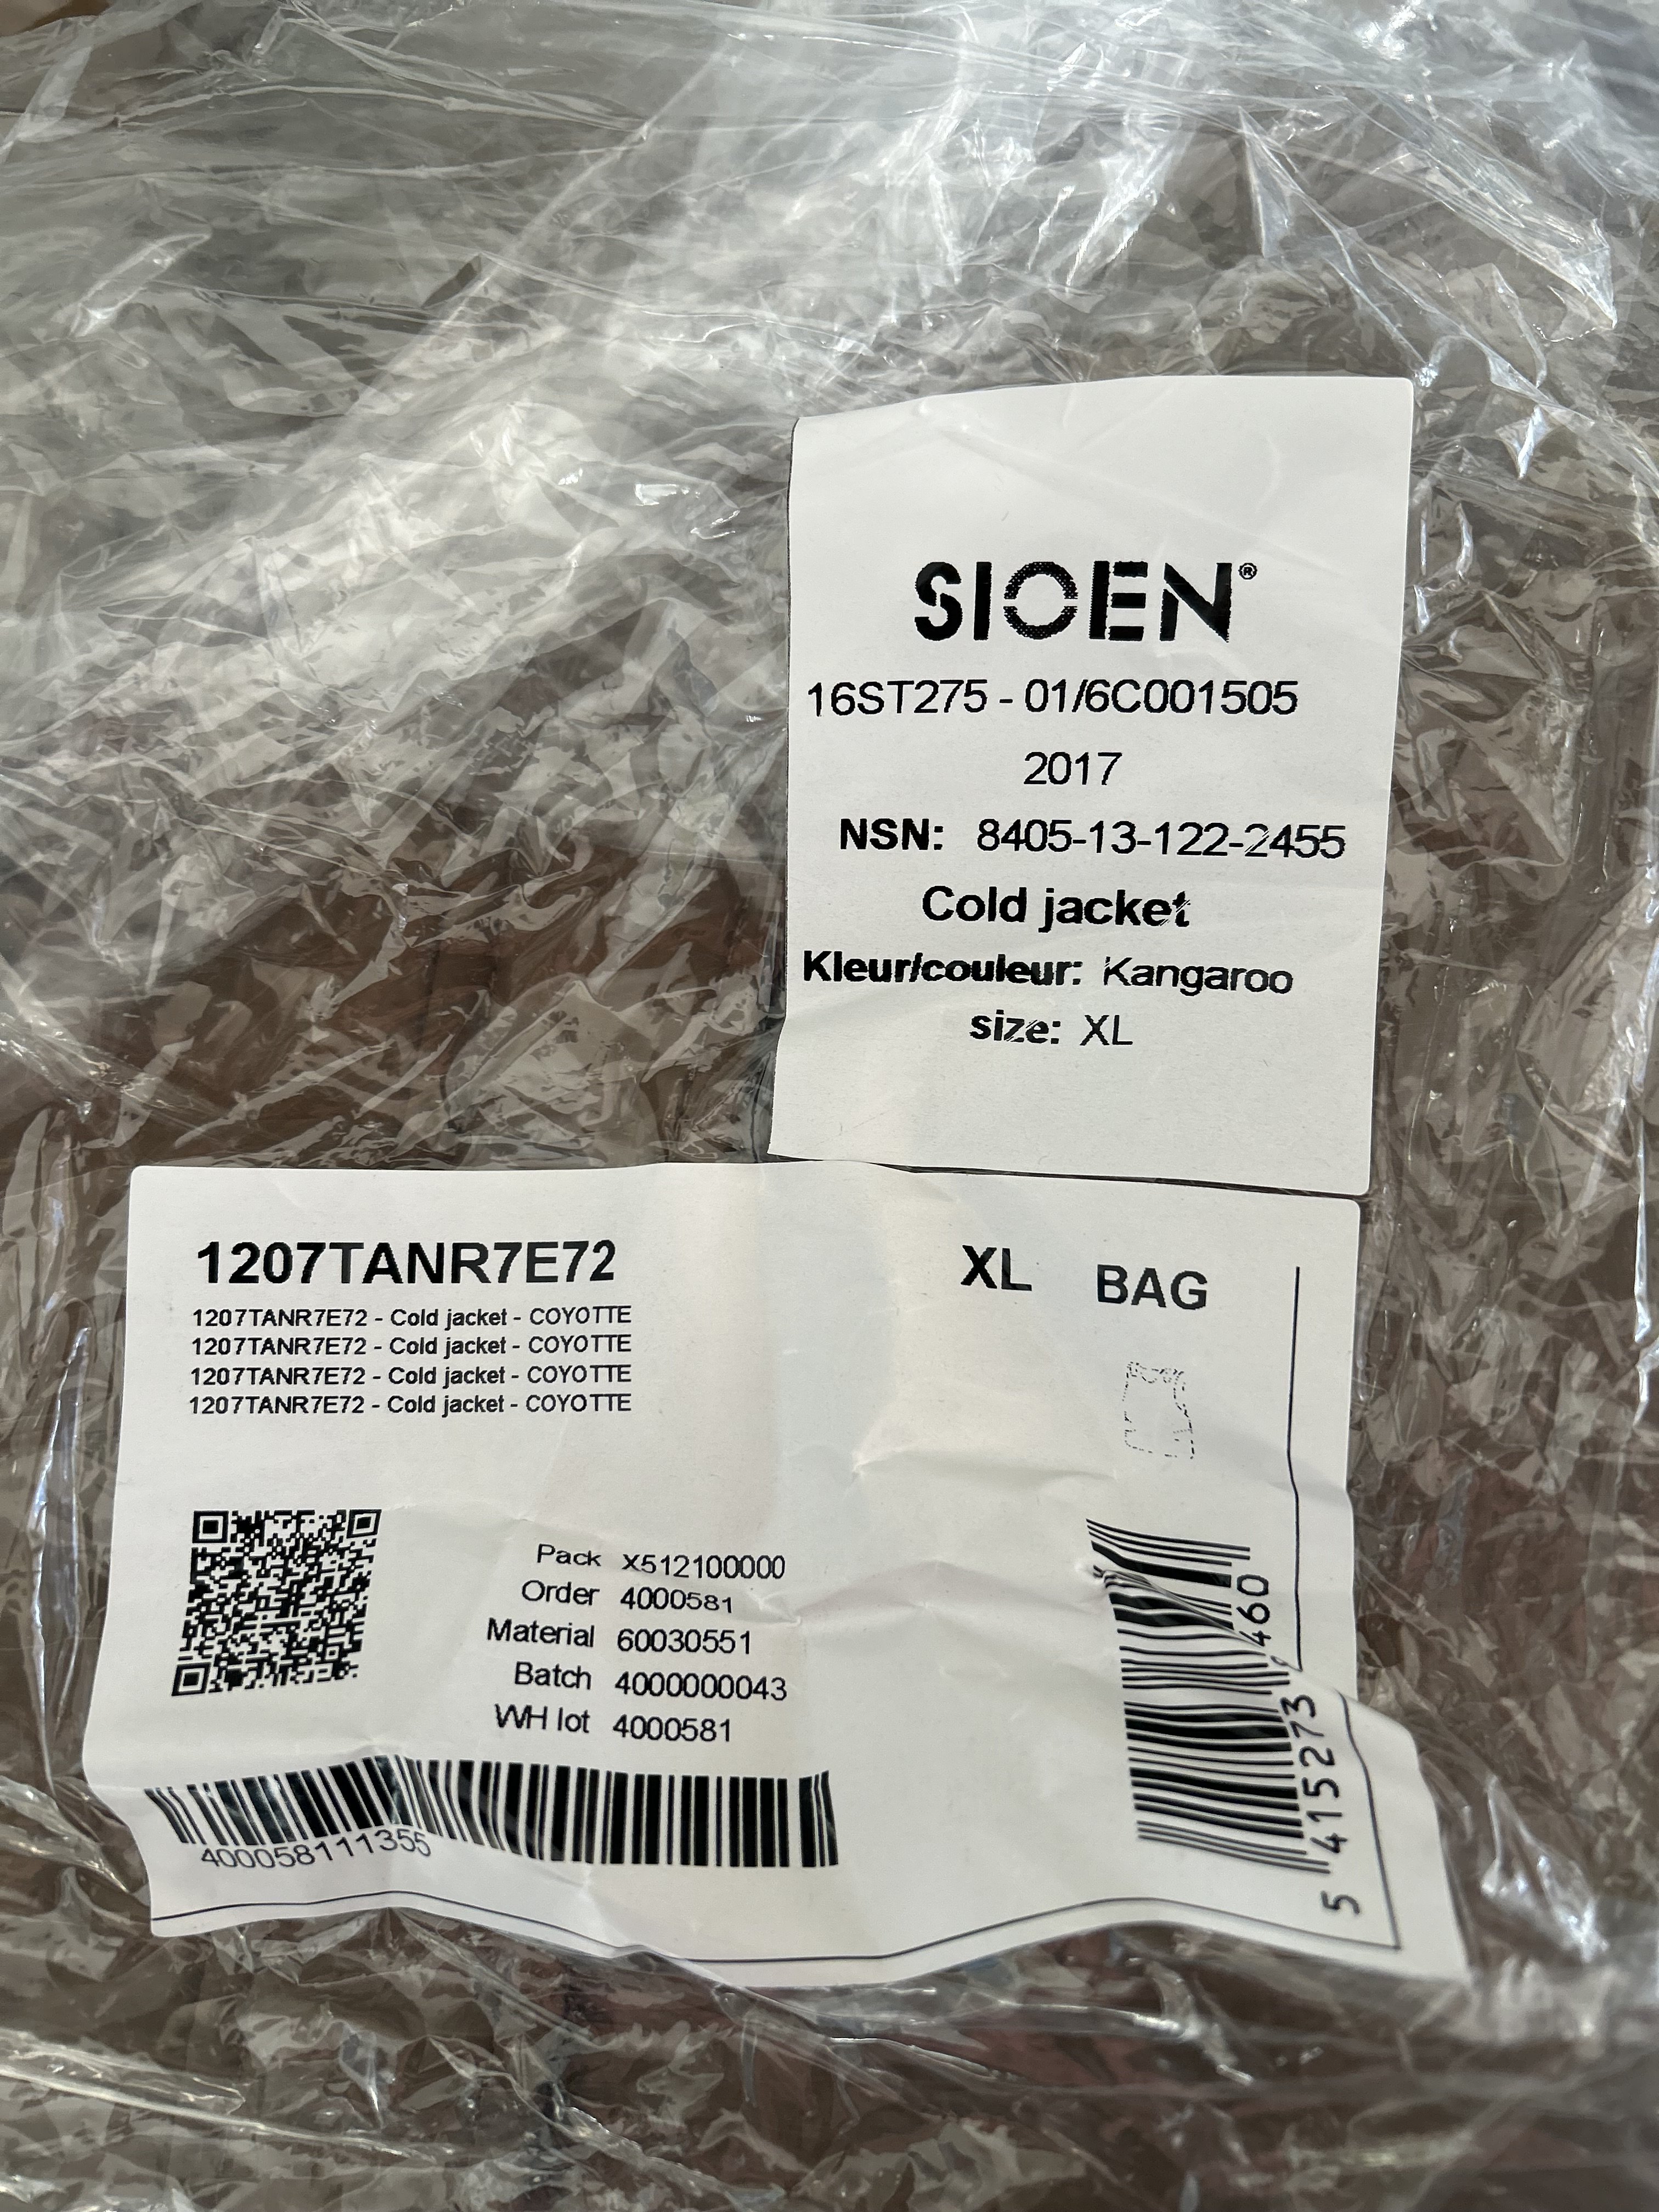 SIOEN®
16ST275 - 01/6C001505
2017
NSN: 8405-13-122-2455
Cold jacket
Kleur/couleur: Kangaroo
size: XL
1207TANR7E72 XL BAG
1207TANR7E72 - Cold jacket - COYOTTE
1207TANR7E72 - Cold jacket - COYOTTE
1207TANR7E72 - Cold jacket - COYOTTE
1207TANR7E72 - Cold jacket - COYOTTE
Pack X512100000
Order 4000581
Material 60030551
Batch 4000000043
WH lot 4000581
400058111355
5 415273